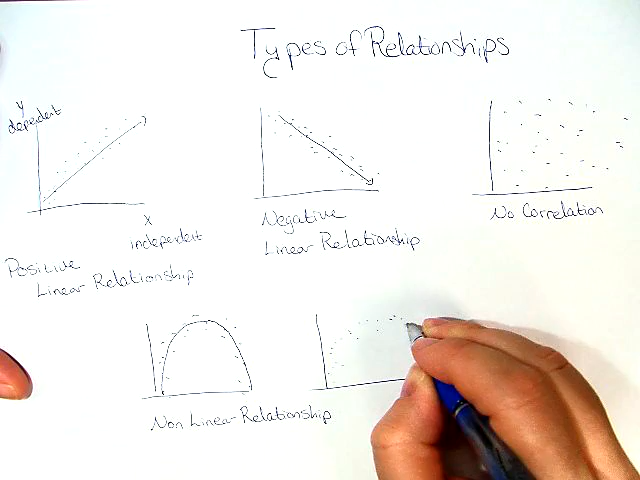 Types of Relationships
y
dependent
x
independent
Positive
Linear Relationship
Negative
Linear Relationship
No Correlation
Non Linear Relationship